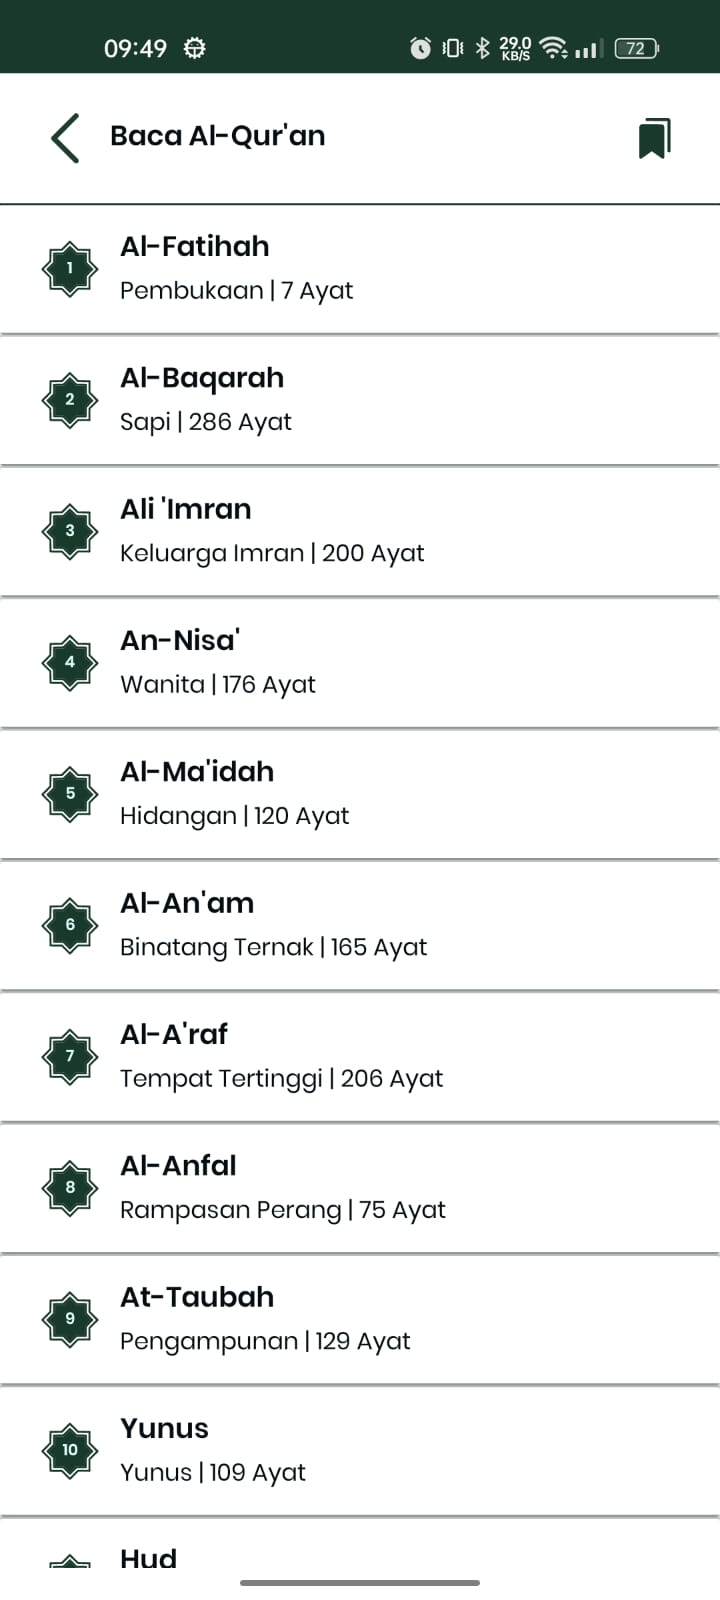 09:49 29.0 KB/S 72
Baca Al-Qur'an
1
Al-Fatihah
Pembukaan | 7 Ayat
2
Al-Baqarah
Sapi | 286 Ayat
3
Ali 'Imran
Keluarga Imran | 200 Ayat
4
An-Nisa'
Wanita | 176 Ayat
5
Al-Ma'idah
Hidangan | 120 Ayat
6
Al-An'am
Binatang Ternak | 165 Ayat
7
Al-A'raf
Tempat Tertinggi | 206 Ayat
8
Al-Anfal
Rampasan Perang | 75 Ayat
9
At-Taubah
Pengampunan | 129 Ayat
10
Yunus
Yunus | 109 Ayat
Hud